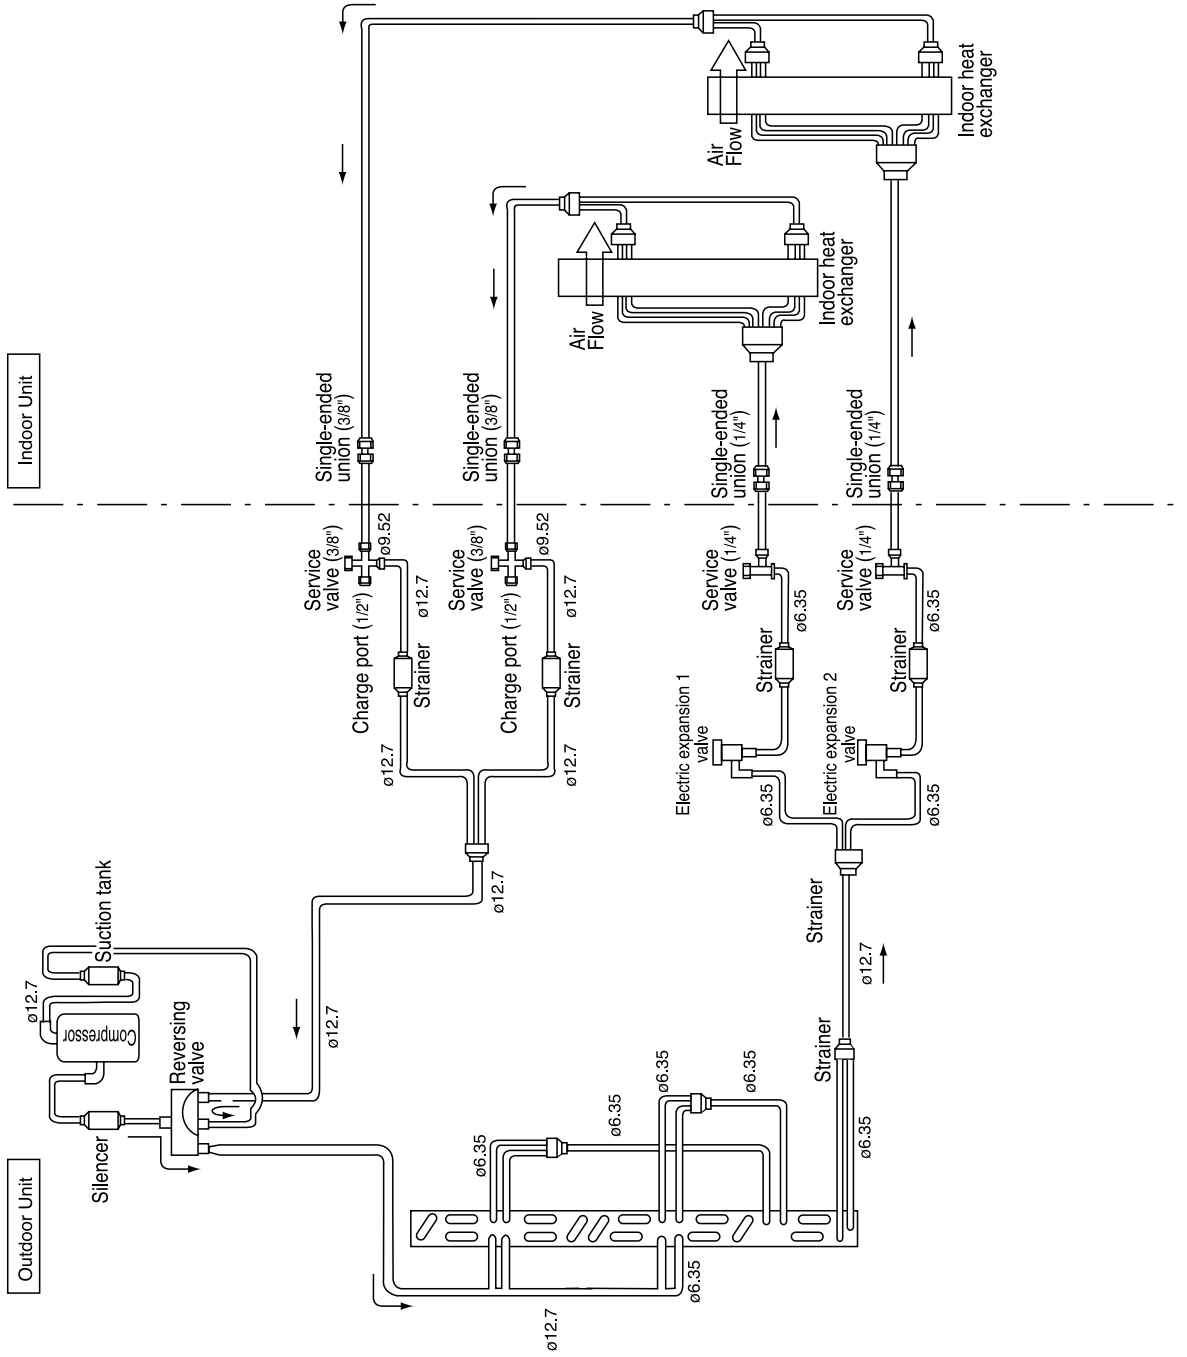 Indoor Unit
Outdoor Unit
Indoor heat
exchanger
Air
Flow
Indoor heat
exchanger
Air
Flow
Single-ended
union (3/8")
Single-ended
union (3/8")
Single-ended
union (1/4")
Single-ended
union (1/4")
Service
valve (3/8")
ø9.52
Service
valve (3/8")
ø9.52
Service
valve (1/4")
Service
valve (1/4")
Charge port (1/2")
ø12.7
Charge port (1/2")
ø12.7
ø6.35
ø6.35
Strainer
Strainer
Strainer
Strainer
ø12.7
ø12.7
Electric expansion 1
valve
Electric expansion 2
valve
ø6.35
ø6.35
ø12.7
Strainer
ø12.7
Strainer
Suction tank
ø12.7
Compressor
Reversing
valve
ø12.7
Silencer
ø6.35
ø6.35
ø6.35
ø6.35
ø6.35
ø6.35
ø12.7